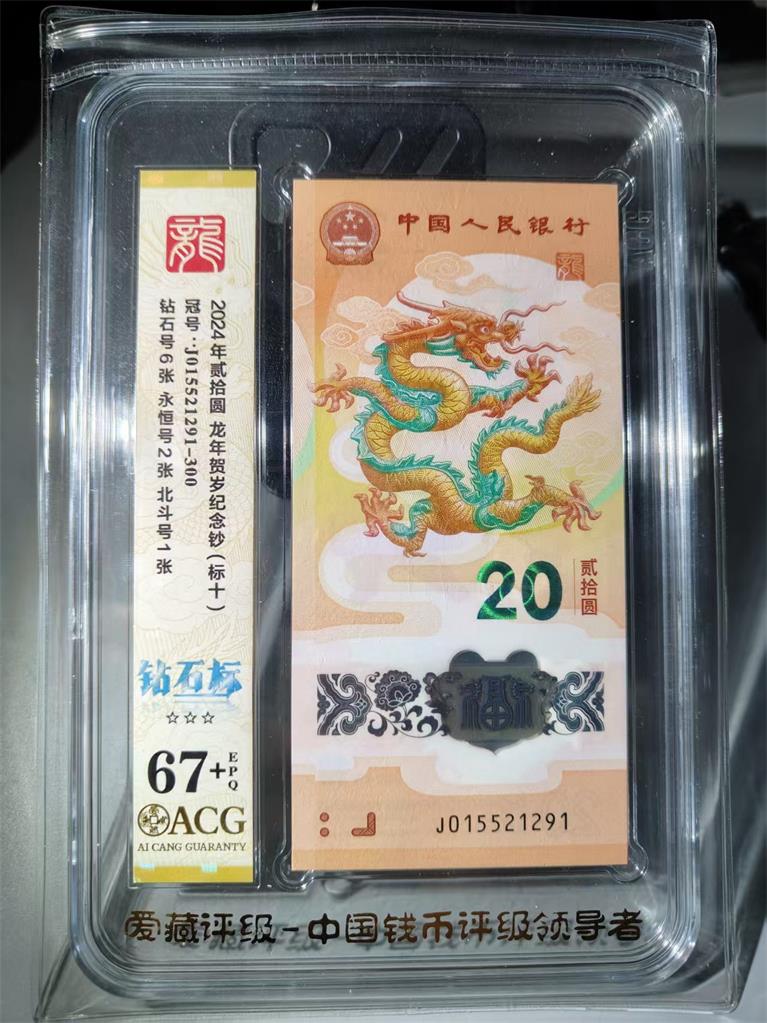 龍
2024年贰拾圆 龙年贺岁纪念钞(标十)
冠号:J015521291-300
钻石号6张 永恒号2张 北斗号1张
钻石标
☆☆☆
67+EPQ
ACG
AI CANG GUARANTY
中国人民银行
龍
20
贰拾圆
福
J015521291
爱藏评级-中国钱币评级领导者